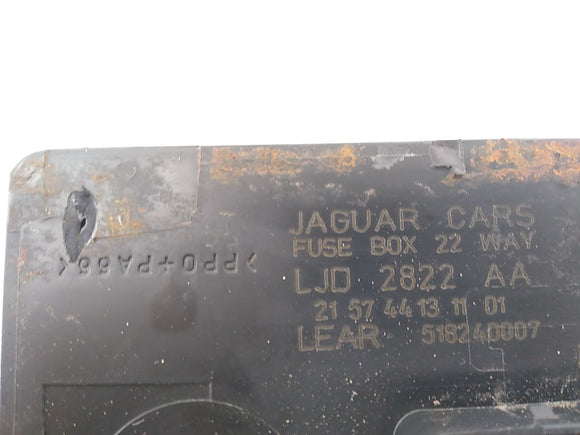 JAGUAR CARS
FUSE BOX 22 WAY
LJD 2822 AA
21 57 44 13 11 01
LEAR 518240007
>PPO+PA66<